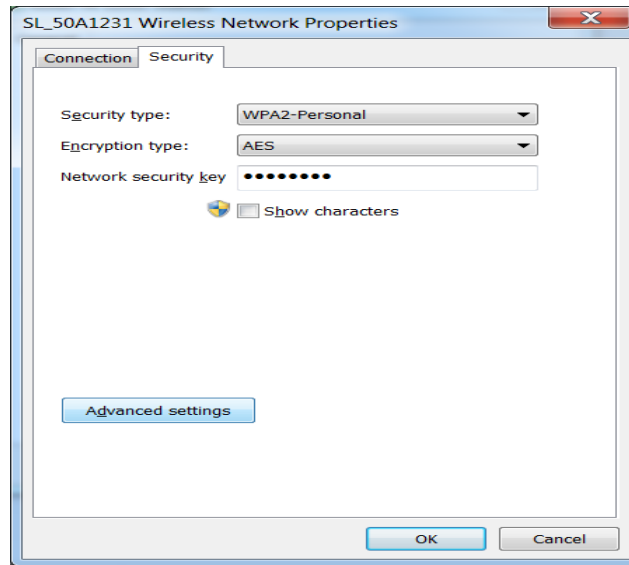 SL_50A1231 Wireless Network Properties
Connection Security
Security type: WPA2-Personal
Encryption type: AES
Network security key ••••••••
Show characters
Advanced settings
OK Cancel